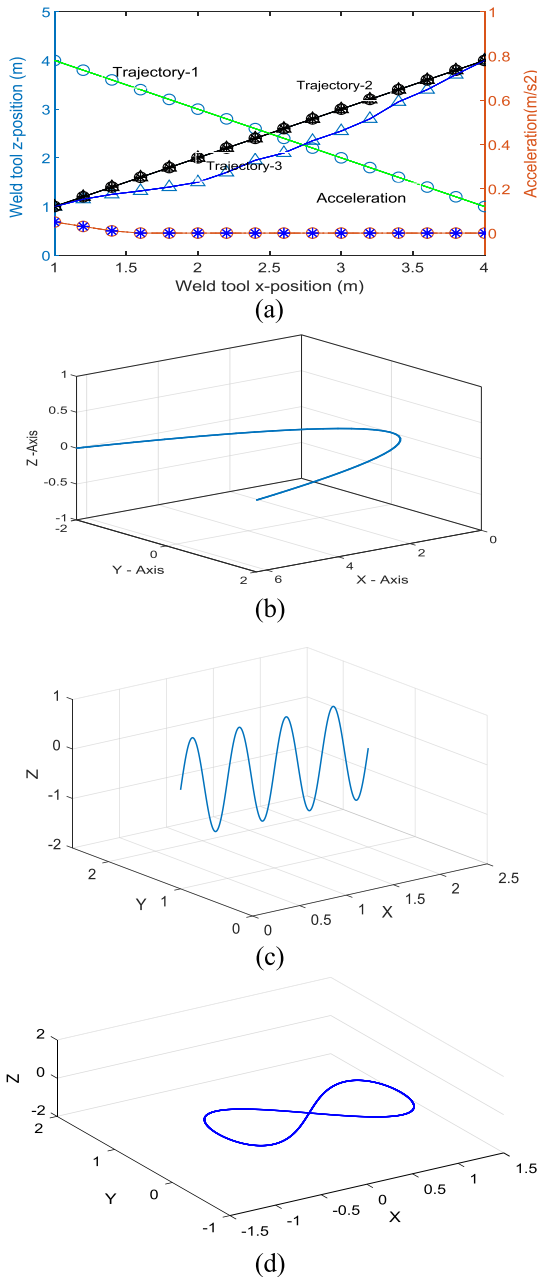 5
4
3
2
1
0
Weld tool z-position (m)
Trajectory-1
Trajectory-2
Trajectory-3
Acceleration
1
0.8
0.6
0.4
0.2
0
Acceleration(m/s2)
1 1.5 2 2.5 3 3.5 4
Weld tool x-position (m)
(a)
1
0.5
0
-0.5
-1
Z -Axis
-2 0 2
Y - Axis
6 4 2 0
X - Axis
(b)
1
0
-1
-2
Z
2 1 0
Y
0 0.5 1 1.5 2 2.5
X
(c)
2
0
-2
Z
2 1 0 -1
Y
-1.5 -1 -0.5 0 0.5 1 1.5
X
(d)